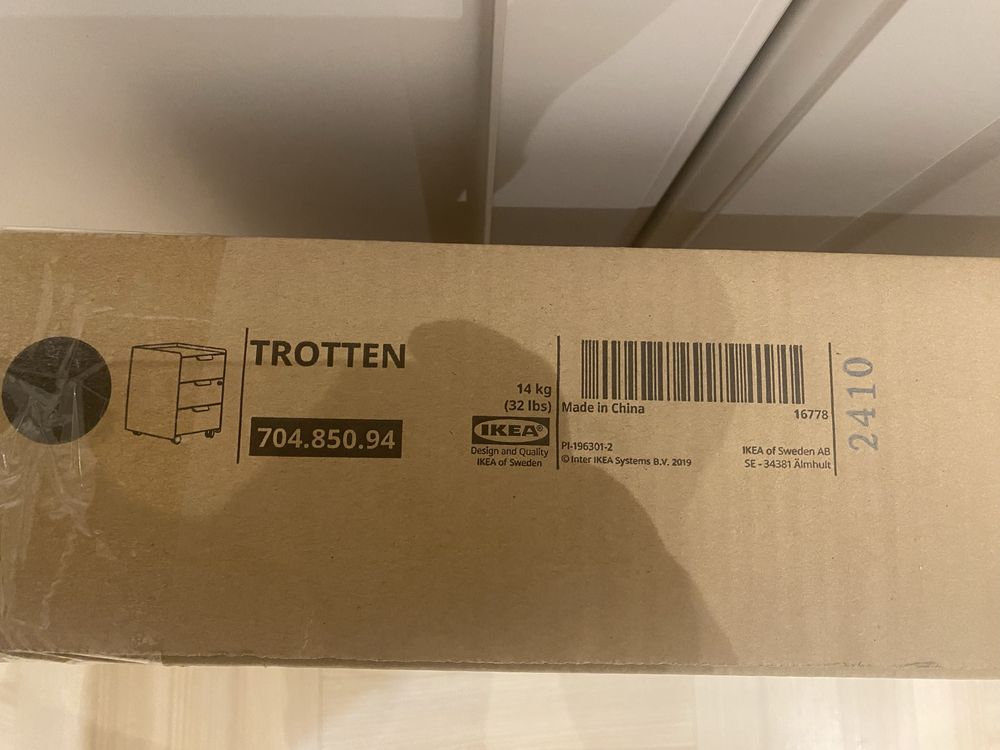 TROTTEN
704.850.94
14 kg
(32 lbs)
IKEA®
Design and Quality
IKEA of Sweden
Made in China
16778
PI-196301-2
© Inter IKEA Systems B.V. 2019
IKEA of Sweden AB
SE - 34381 Älmhult
2410